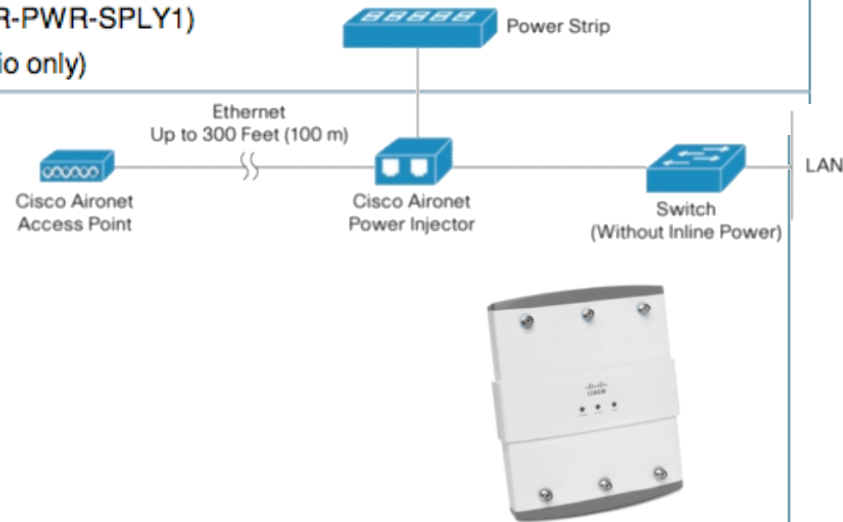 R-PWR-SPLY1)
io only)
Power Strip
Ethernet
Up to 300 Feet (100 m)
LAN
Cisco Aironet
Access Point
Cisco Aironet
Power Injector
Switch
(Without Inline Power)
CISCO